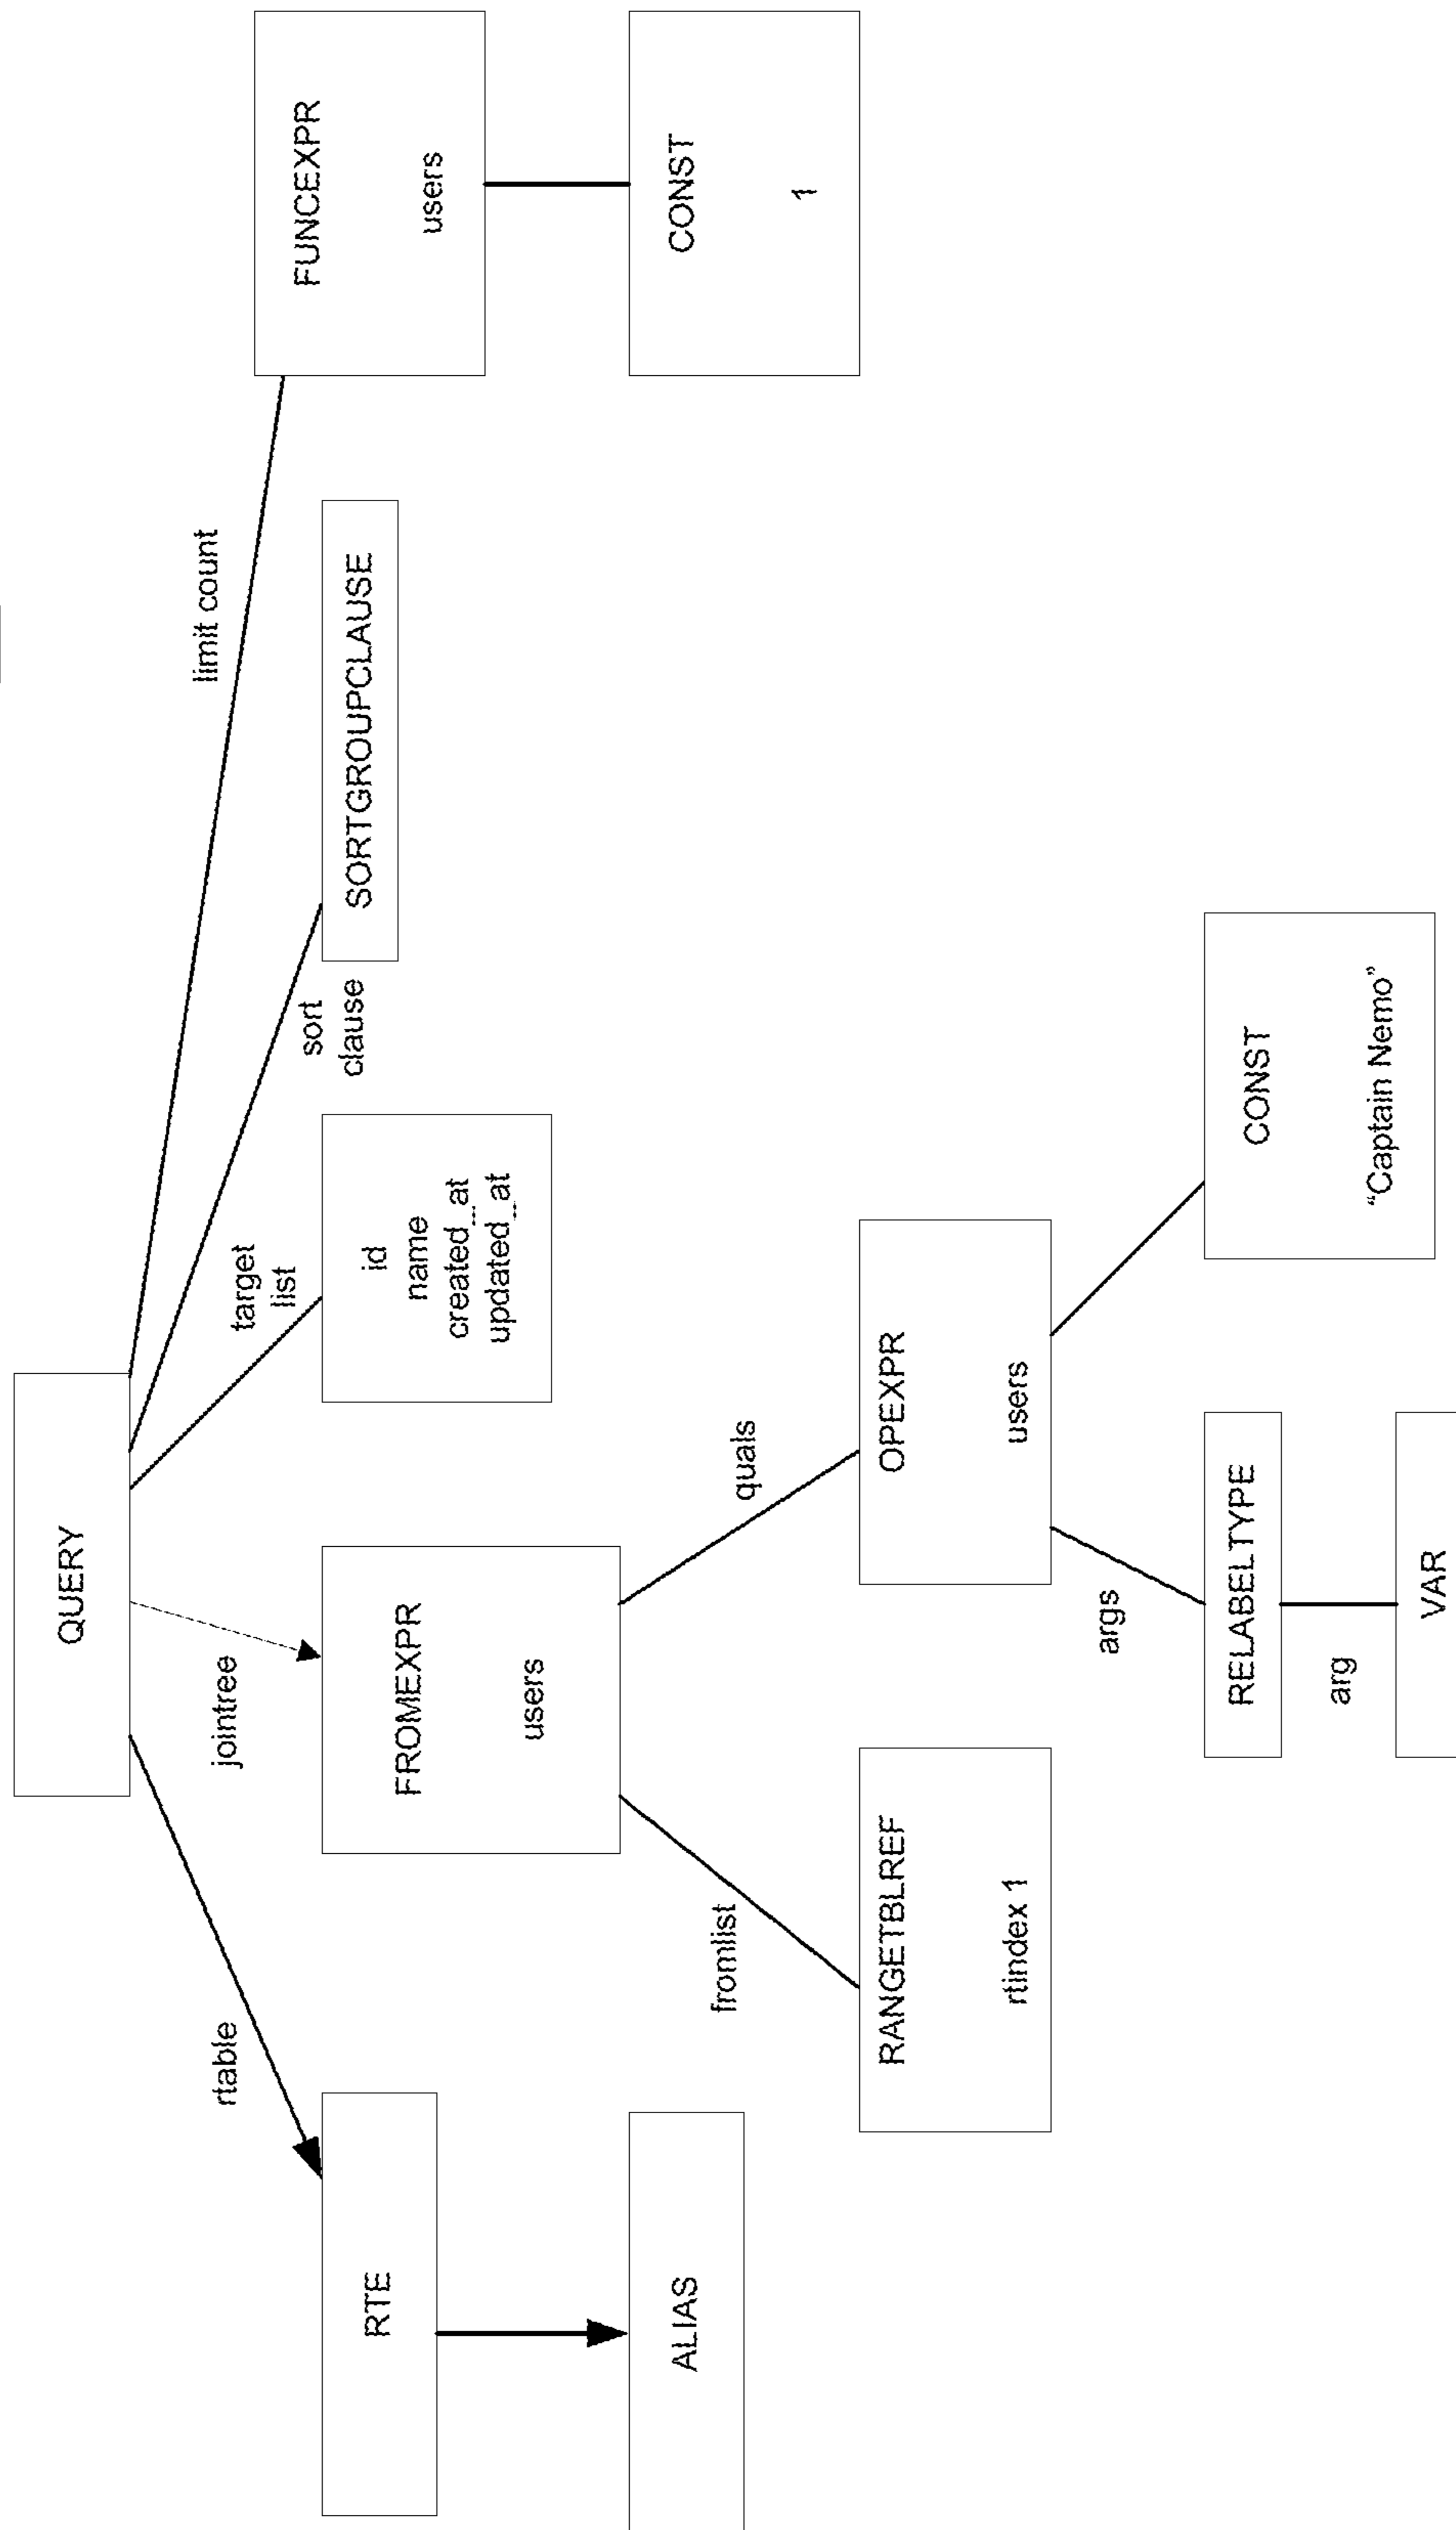 QUERY
rtable
jointree
target
list
sort
clause
limit count
RTE
FROMEXPR
users
id
name
created_at
updated_at
SORTGROUPCLAUSE
FUNCEXPR
users
ALIAS
fromlist
quals
CONST
1
RANGETBLREF
rtindex 1
OPEXPR
users
args
RELABELTYPE
CONST
“Captain Nemo”
arg
VAR